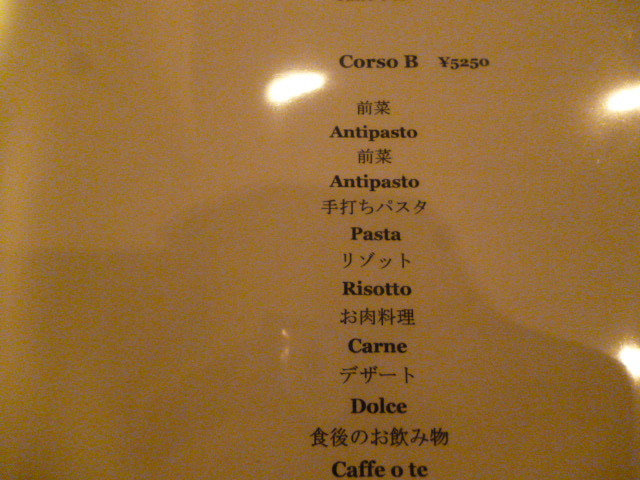 Corso B ¥5250
前菜
Antipasto
前菜
Antipasto
手打ちパスタ
Pasta
リゾット
Risotto
お肉料理
Carne
デザート
Dolce
食後のお飲み物
Caffe o te